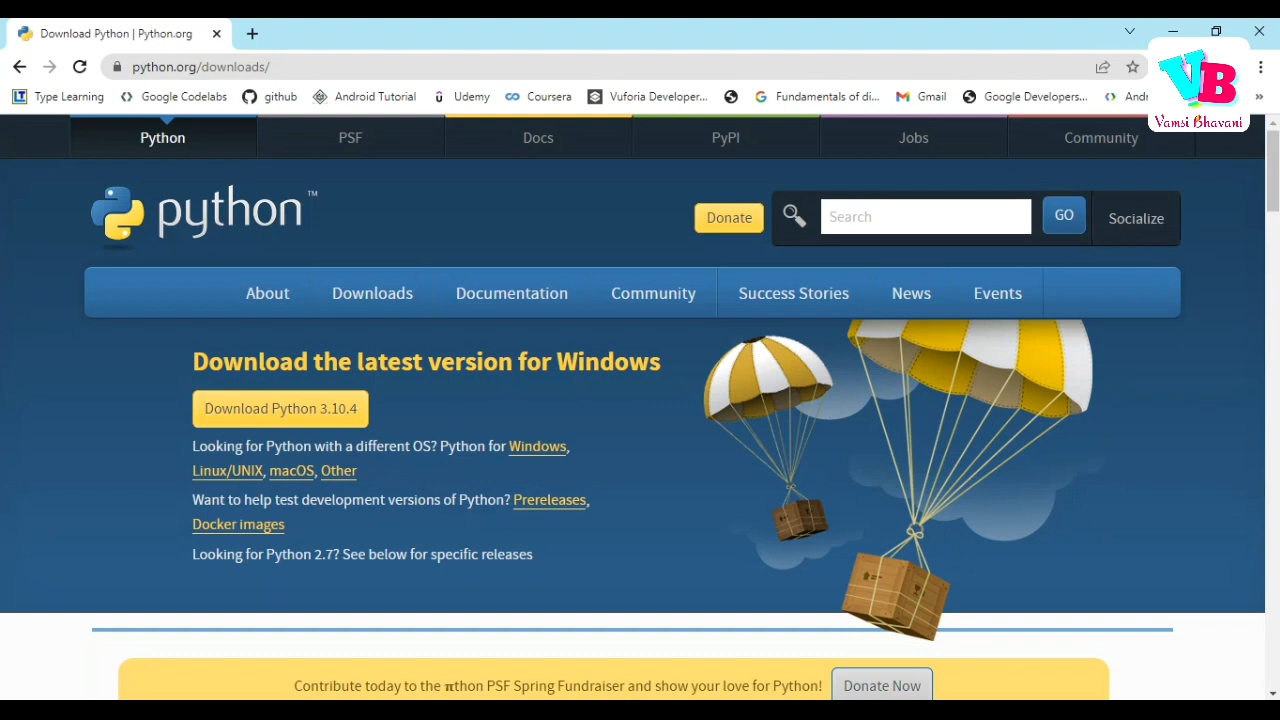 Download Python | Python.org
python.org/downloads/
LT Type Learning Google Codelabs github Android Tutorial Udemy Coursera Vuforia Developer... Fundamentals of di... Gmail Google Developers... »
VB
Vamsi Bhavani
Python PSF Docs PyPI Jobs Community
python™
Donate Search GO Socialize
About Downloads Documentation Community Success Stories News Events
Download the latest version for Windows
Download Python 3.10.4
Looking for Python with a different OS? Python for Windows,
Linux/UNIX, macOS, Other
Want to help test development versions of Python? Prereleases,
Docker images
Looking for Python 2.7? See below for specific releases
Contribute today to the πthon PSF Spring Fundraiser and show your love for Python! Donate Now